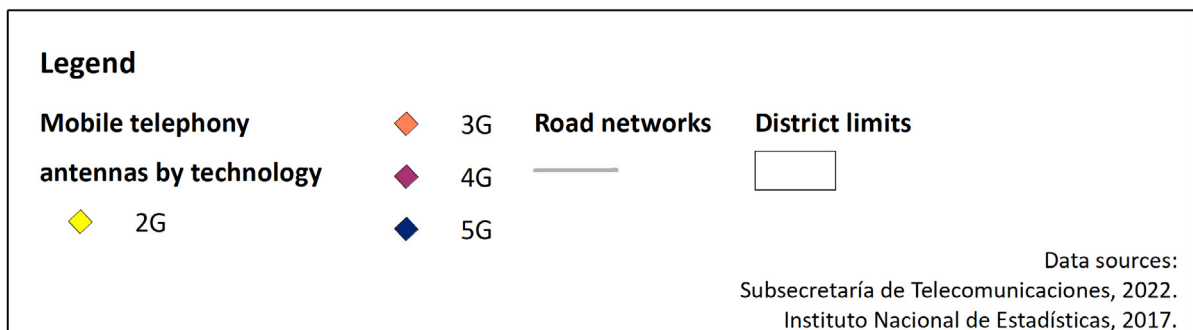 Legend
Mobile telephony
antennas by technology
2G
3G
4G
5G
Road networks
District limits
Data sources:
Subsecretaría de Telecomunicaciones, 2022.
Instituto Nacional de Estadísticas, 2017.